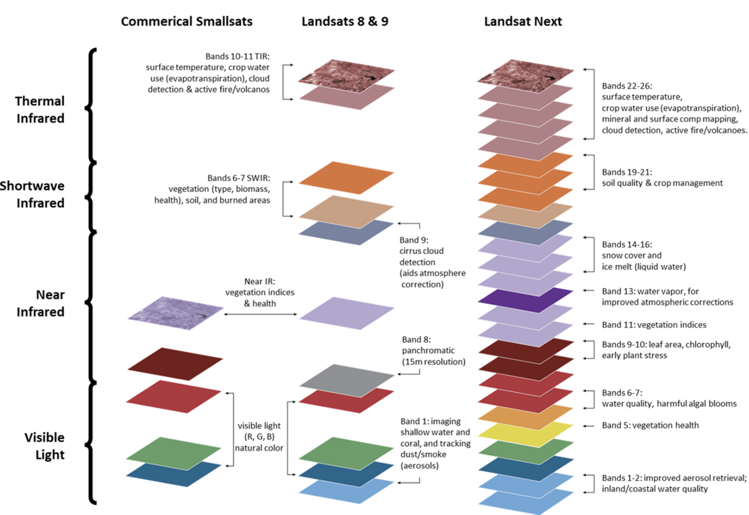 Commerical Smallsats
Landsats 8 & 9
Landsat Next
Thermal
Infrared
Shortwave
Infrared
Near
Infrared
Visible
Light
Bands 10-11 TIR:
surface temperature, crop water
use (evapotranspiration), cloud
detection & active fire/volcanos
Bands 6-7 SWIR:
vegetation (type, biomass,
health), soil, and burned areas
Band 9:
cirrus cloud
detection
(aids atmosphere
correction)
Near IR:
vegetation indices
& health
Band 8:
panchromatic
(15m resolution)
visible light
(R, G, B)
natural color
Band 1: imaging
shallow water and
coral, and tracking
dust/smoke
(aerosols)
Bands 22-26:
surface temperature,
crop water use (evapotranspiration),
mineral and surface comp mapping,
cloud detection, active fire/volcanoes.
Bands 19-21:
soil quality & crop management
Bands 14-16:
snow cover and
ice melt (liquid water)
Band 13: water vapor, for
improved atmospheric corrections
Band 11: vegetation indices
Bands 9-10: leaf area, chlorophyll,
early plant stress
Bands 6-7:
water quality, harmful algal blooms
Band 5: vegetation health
Bands 1-2: improved aerosol retrieval;
inland/coastal water quality